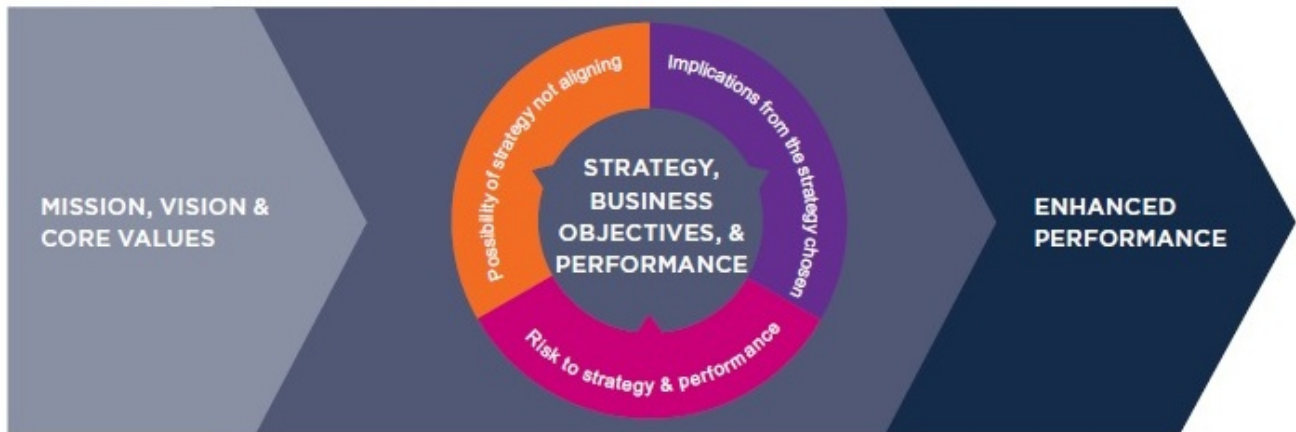 MISSION, VISION &
CORE VALUES
Possibility of strategy not aligning
Implications from the strategy chosen
STRATEGY,
BUSINESS
OBJECTIVES, &
PERFORMANCE
Risk to strategy & performance
ENHANCED
PERFORMANCE